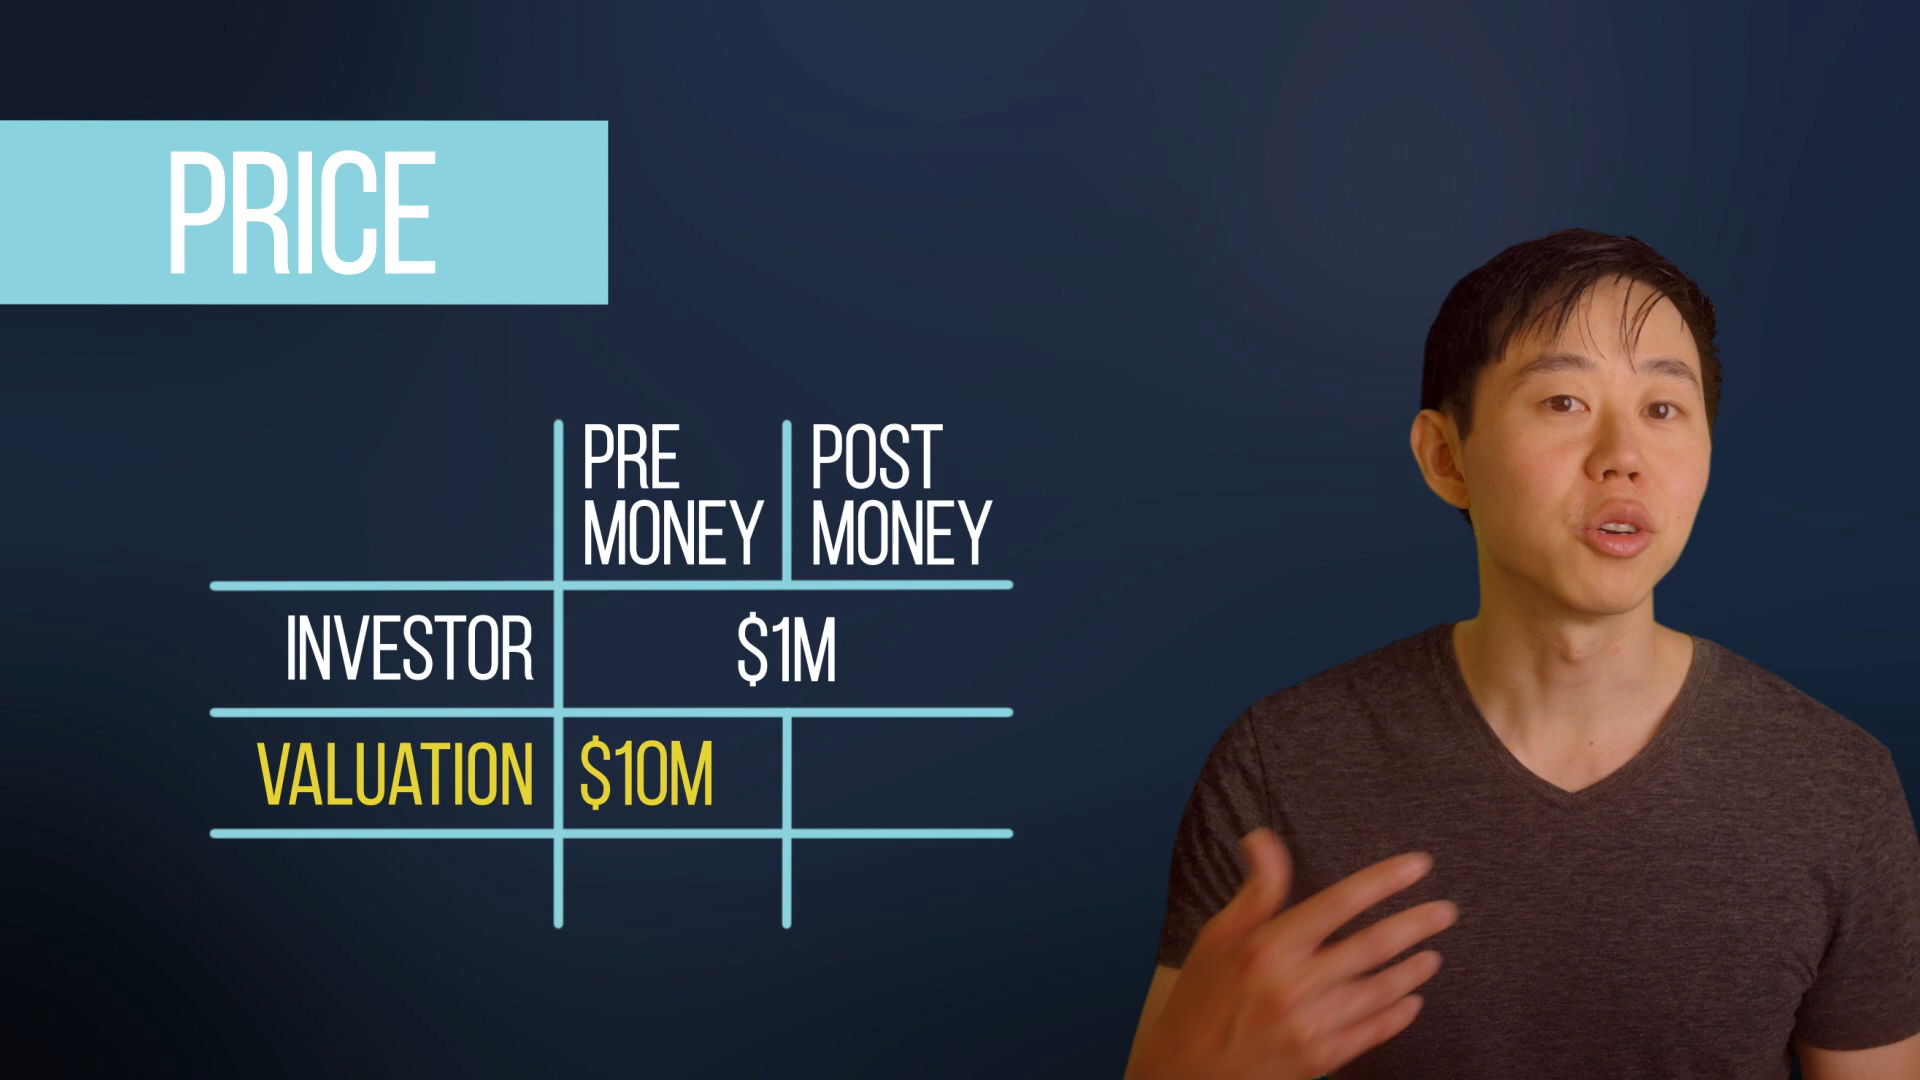 PRICE
PRE MONEY
POST MONEY
INVESTOR $1M
VALUATION $10M